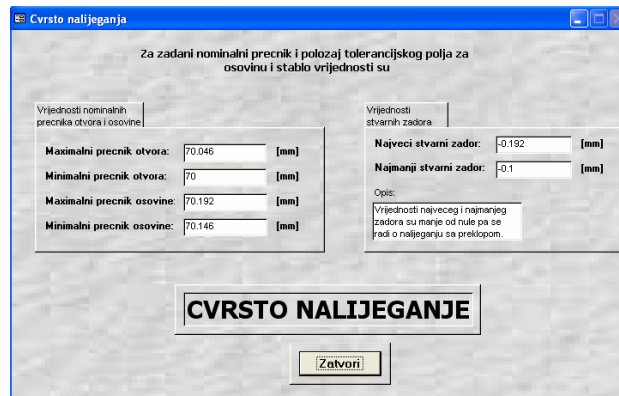 Cvrsto nalijeganja
Za zadani nominalni precnik i polozaj tolerancijskog polja za
osovinu i stablo vrijednosti su
Vrijednosti nominalnih
precnika otvora i osovine
Maximalni precnik otvora: 70.046 [mm]
Minimalni precnik otvora: 70 [mm]
Maximalni precnik osovine: 70.192 [mm]
Minimalni precnik osovine: 70.146 [mm]
Vrijednosti
stvarnih zadora
Najveci stvarni zador: -0.192 [mm]
Najmanji stvarni zador: -0.1 [mm]
Opis:
Vrijednosti najveceg i najmanjeg
zadora su manje od nule pa se
radi o nalijeganju sa preklopom.
CVRSTO NALIJEGANJE
Zatvori